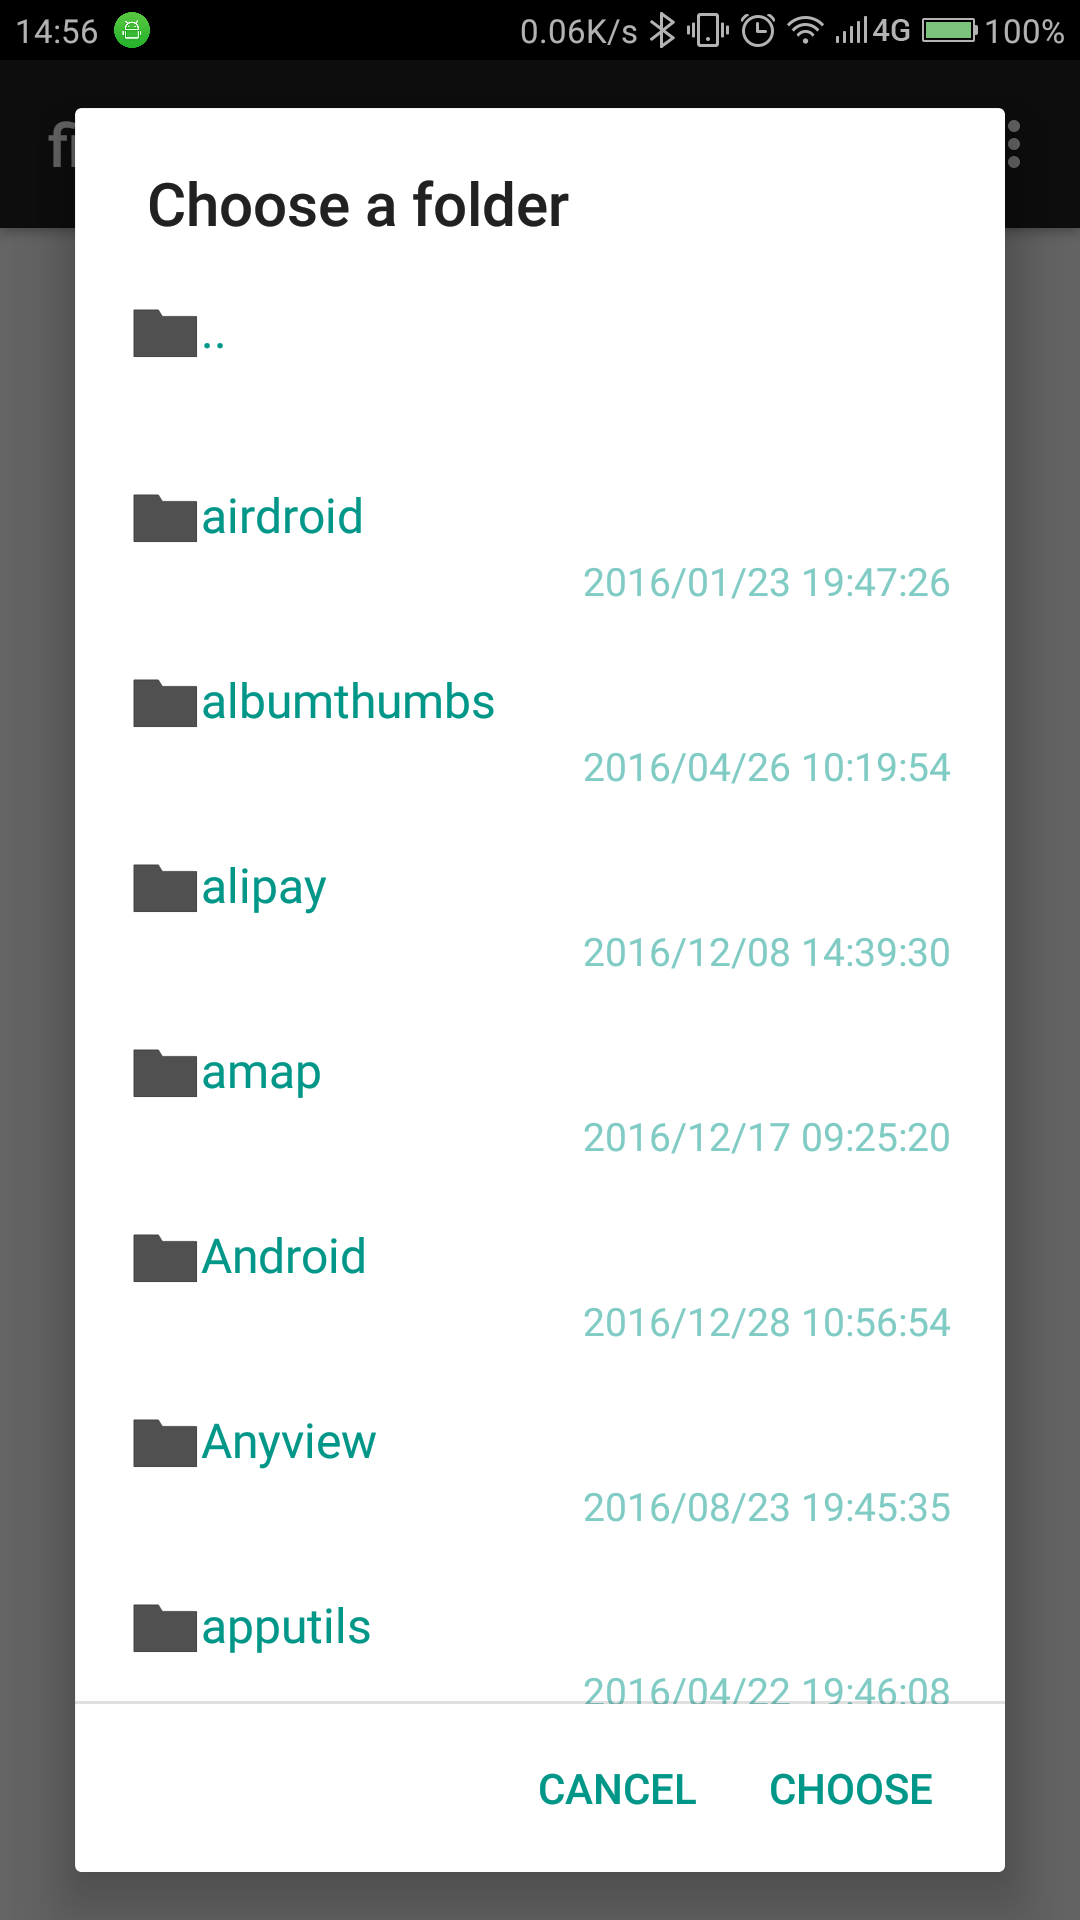 14:56 0.06K/s 4G 100%
Choose a folder
..
airdroid
2016/01/23 19:47:26
albumthumbs
2016/04/26 10:19:54
alipay
2016/12/08 14:39:30
amap
2016/12/17 09:25:20
Android
2016/12/28 10:56:54
Anyview
2016/08/23 19:45:35
apputils
2016/04/22 19:46:08
CANCEL CHOOSE